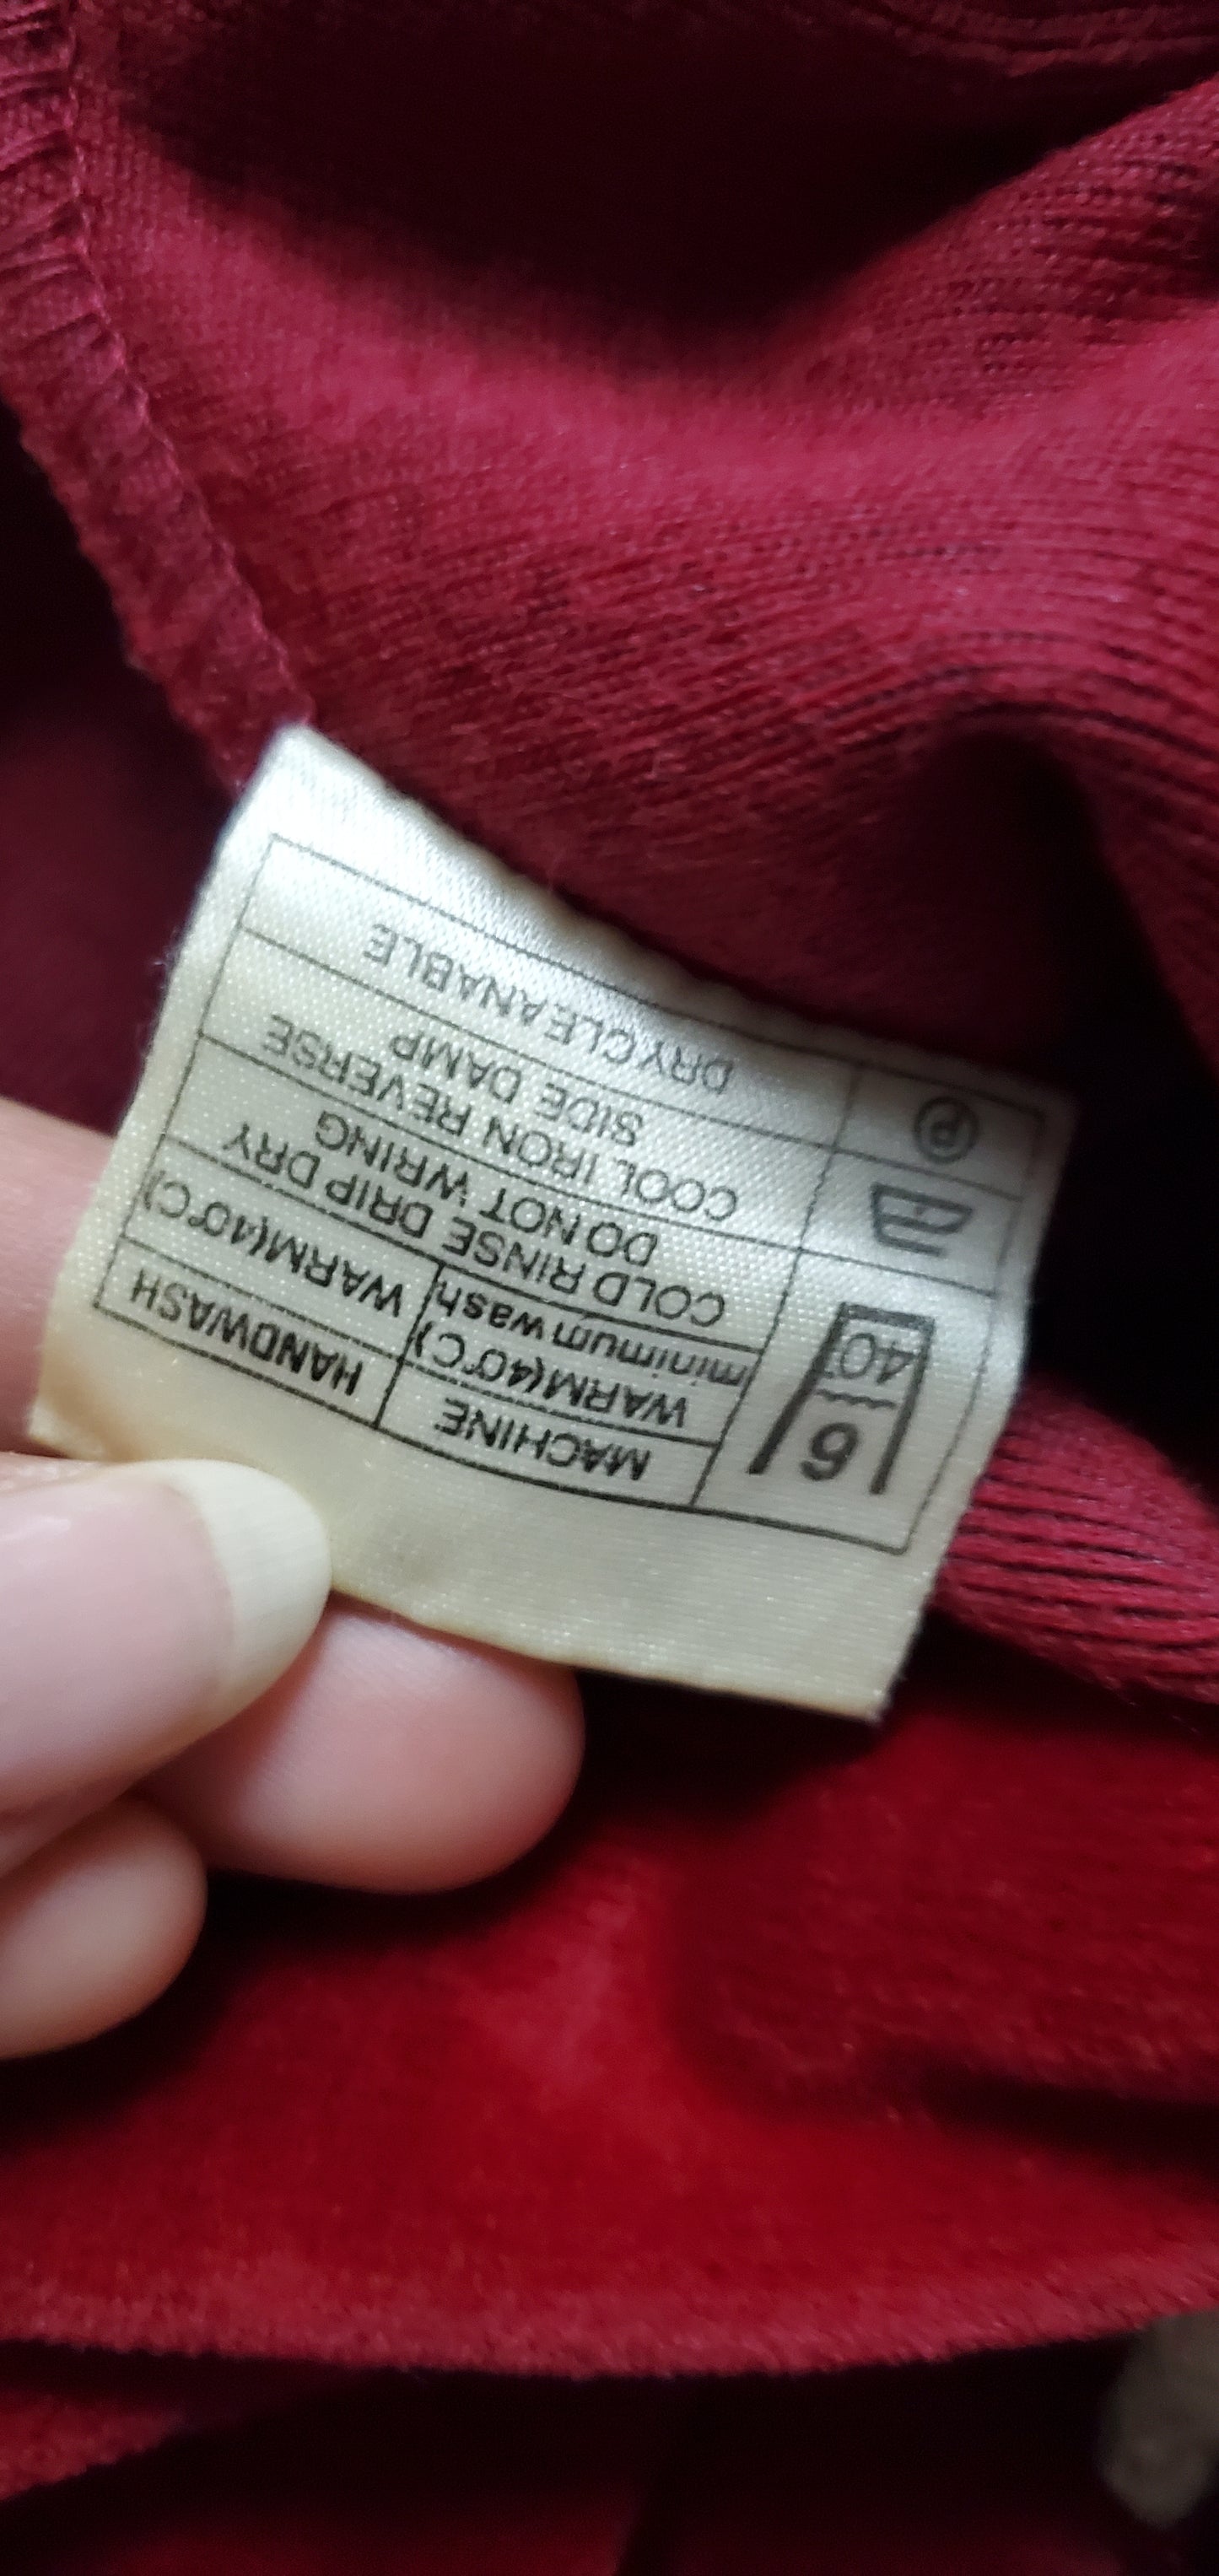 MACHINE HANDWASH
6 WARM(40°C) WARM(40°C)
minimum wash
40 COLD RINSE DRIP DRY
DO NOT WRING
COOL IRON REVERSE
SIDE DAMP
P DRYCLEANABLE